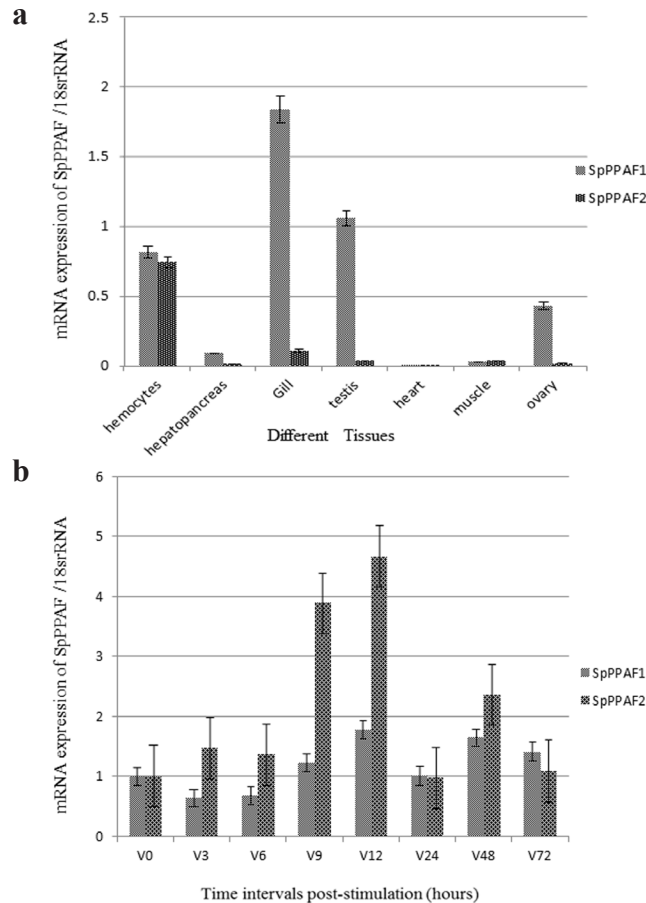 a
mRNA expression of SpPPAF /18srRNA
2.5
2
1.5
1
0.5
0
hemocytes
hepatopancreas
Gill
testis
heart
muscle
ovary
Different Tissues
SpPPAF1
SpPPAF2
b
mRNA expression of SpPPAF /18srRNA
6
5
4
3
2
1
0
V0
V3
V6
V9
V12
V24
V48
V72
Time intervals post-stimulation (hours)
SpPPAF1
SpPPAF2